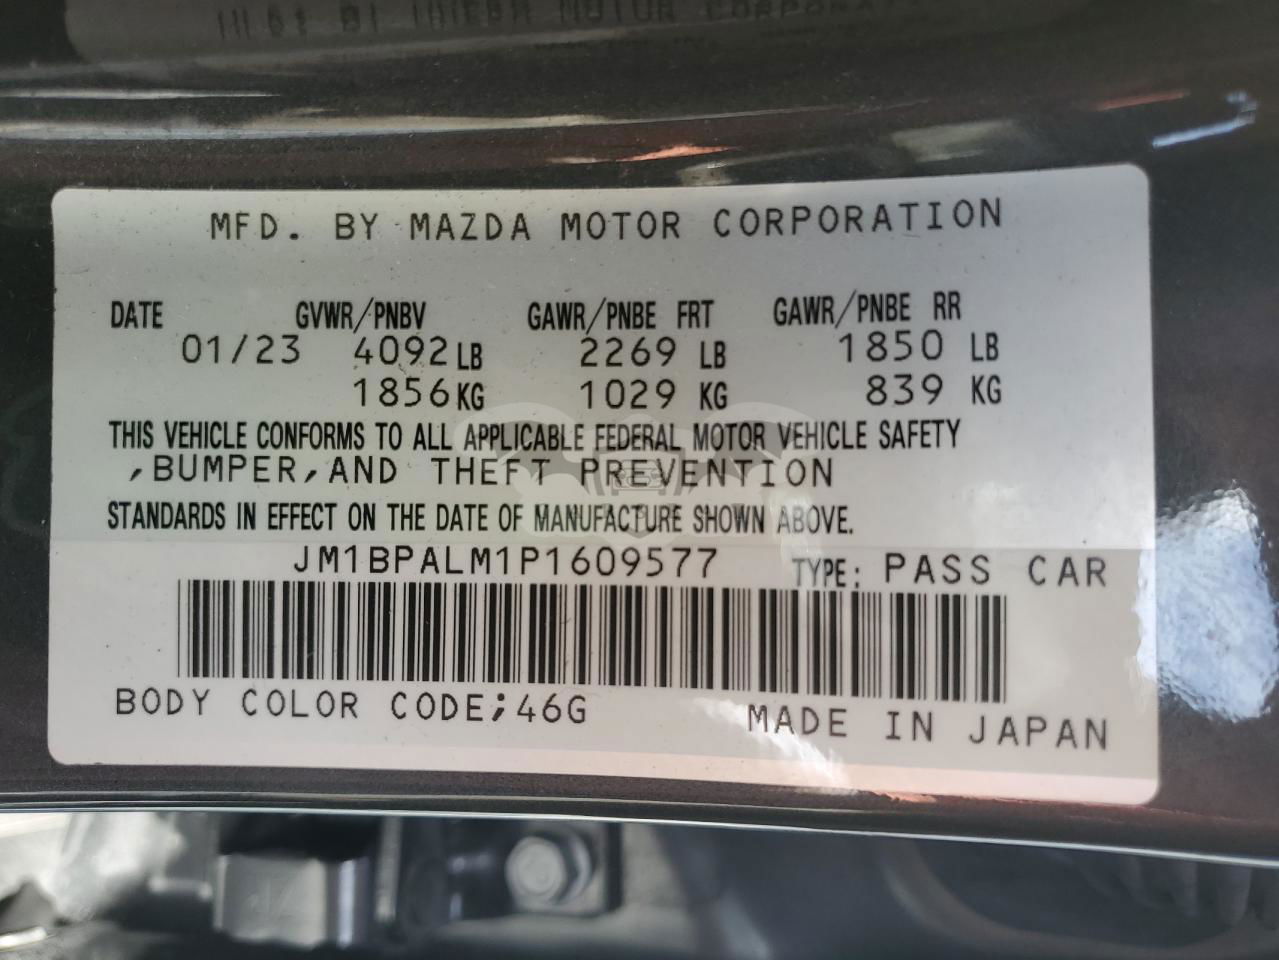 MFD. BY MAZDA MOTOR CORPORATION
DATE GVWR/PNBV GAWR/PNBE FRT GAWR/PNBE RR
01/23 4092 LB 2269 LB 1850 LB
1856 KG 1029 KG 839 KG
THIS VEHICLE CONFORMS TO ALL APPLICABLE FEDERAL MOTOR VEHICLE SAFETY
,BUMPER,AND THEFT PREVENTION
STANDARDS IN EFFECT ON THE DATE OF MANUFACTURE SHOWN ABOVE.
JM1BPALM1P1609577 TYPE: PASS CAR
BODY COLOR CODE;46G MADE IN JAPAN